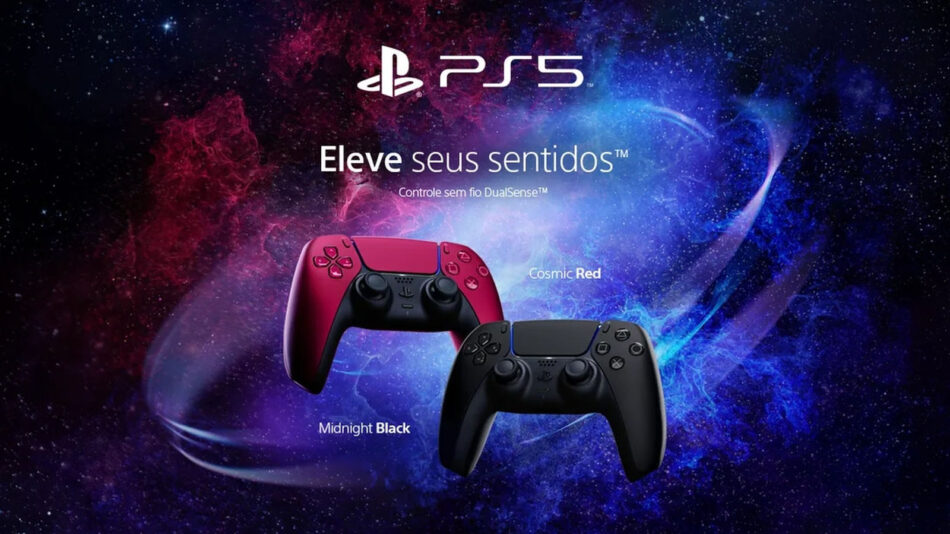 PS5
Eleve seus sentidos™
Controle sem fio DualSense™
Cosmic Red
Midnight Black